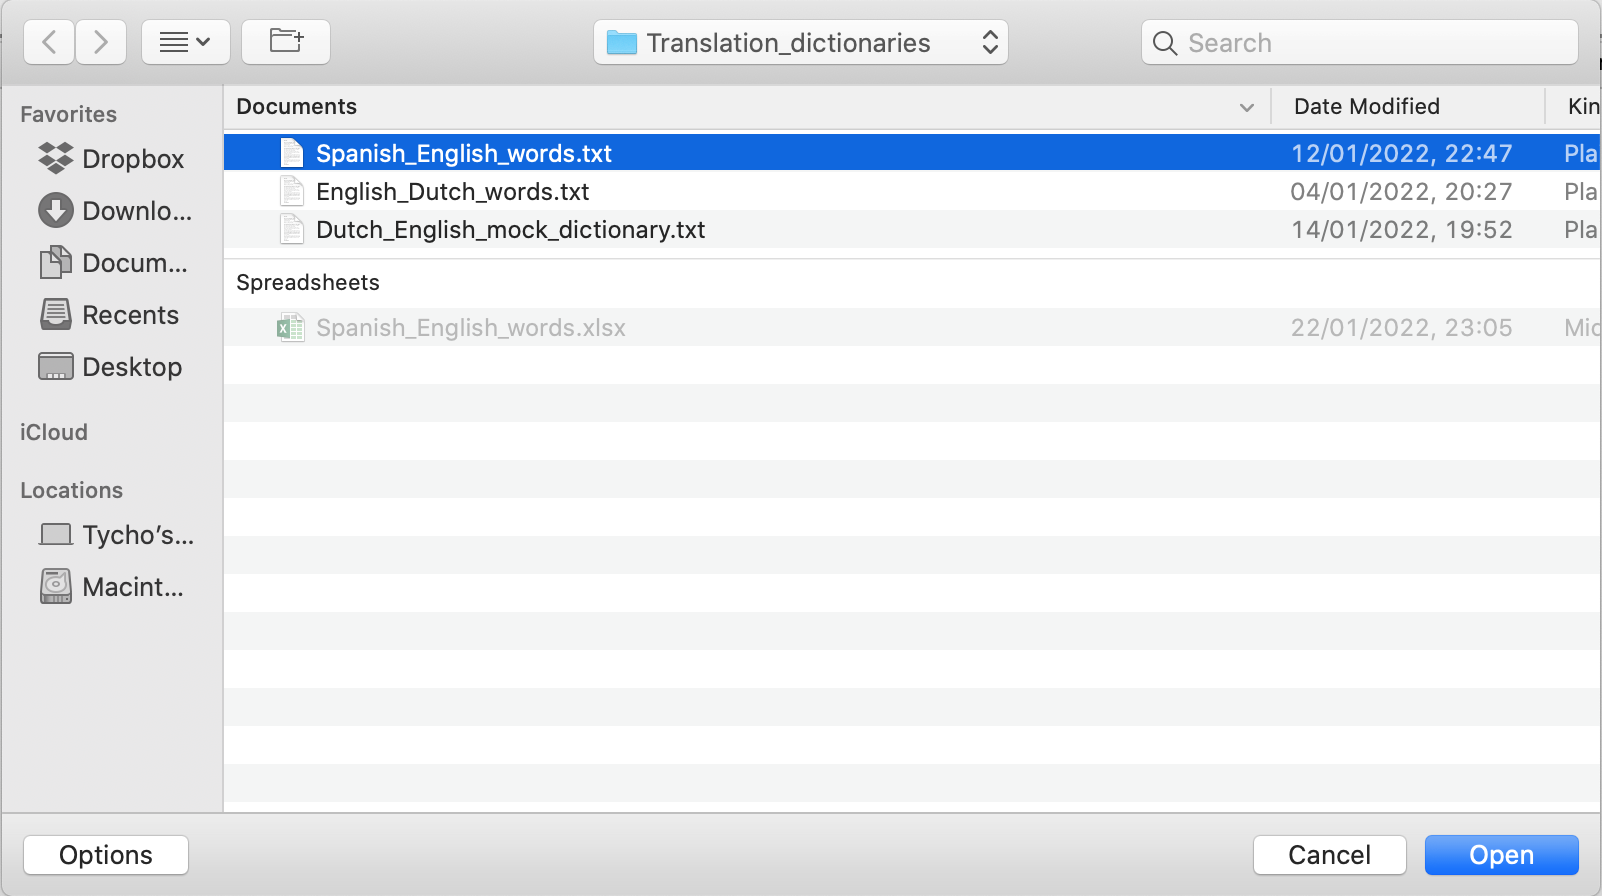 Translation_dictionaries
Search
Favorites
Dropbox
Downlo...
Docum...
Recents
Desktop
iCloud
Locations
Tycho's...
Macint...
Documents Date Modified Kin
Spanish_English_words.txt 12/01/2022, 22:47 Pla
English_Dutch_words.txt 04/01/2022, 20:27 Pla
Dutch_English_mock_dictionary.txt 14/01/2022, 19:52 Pla
Spreadsheets
Spanish_English_words.xlsx 22/01/2022, 23:05 Mic
Options Cancel Open